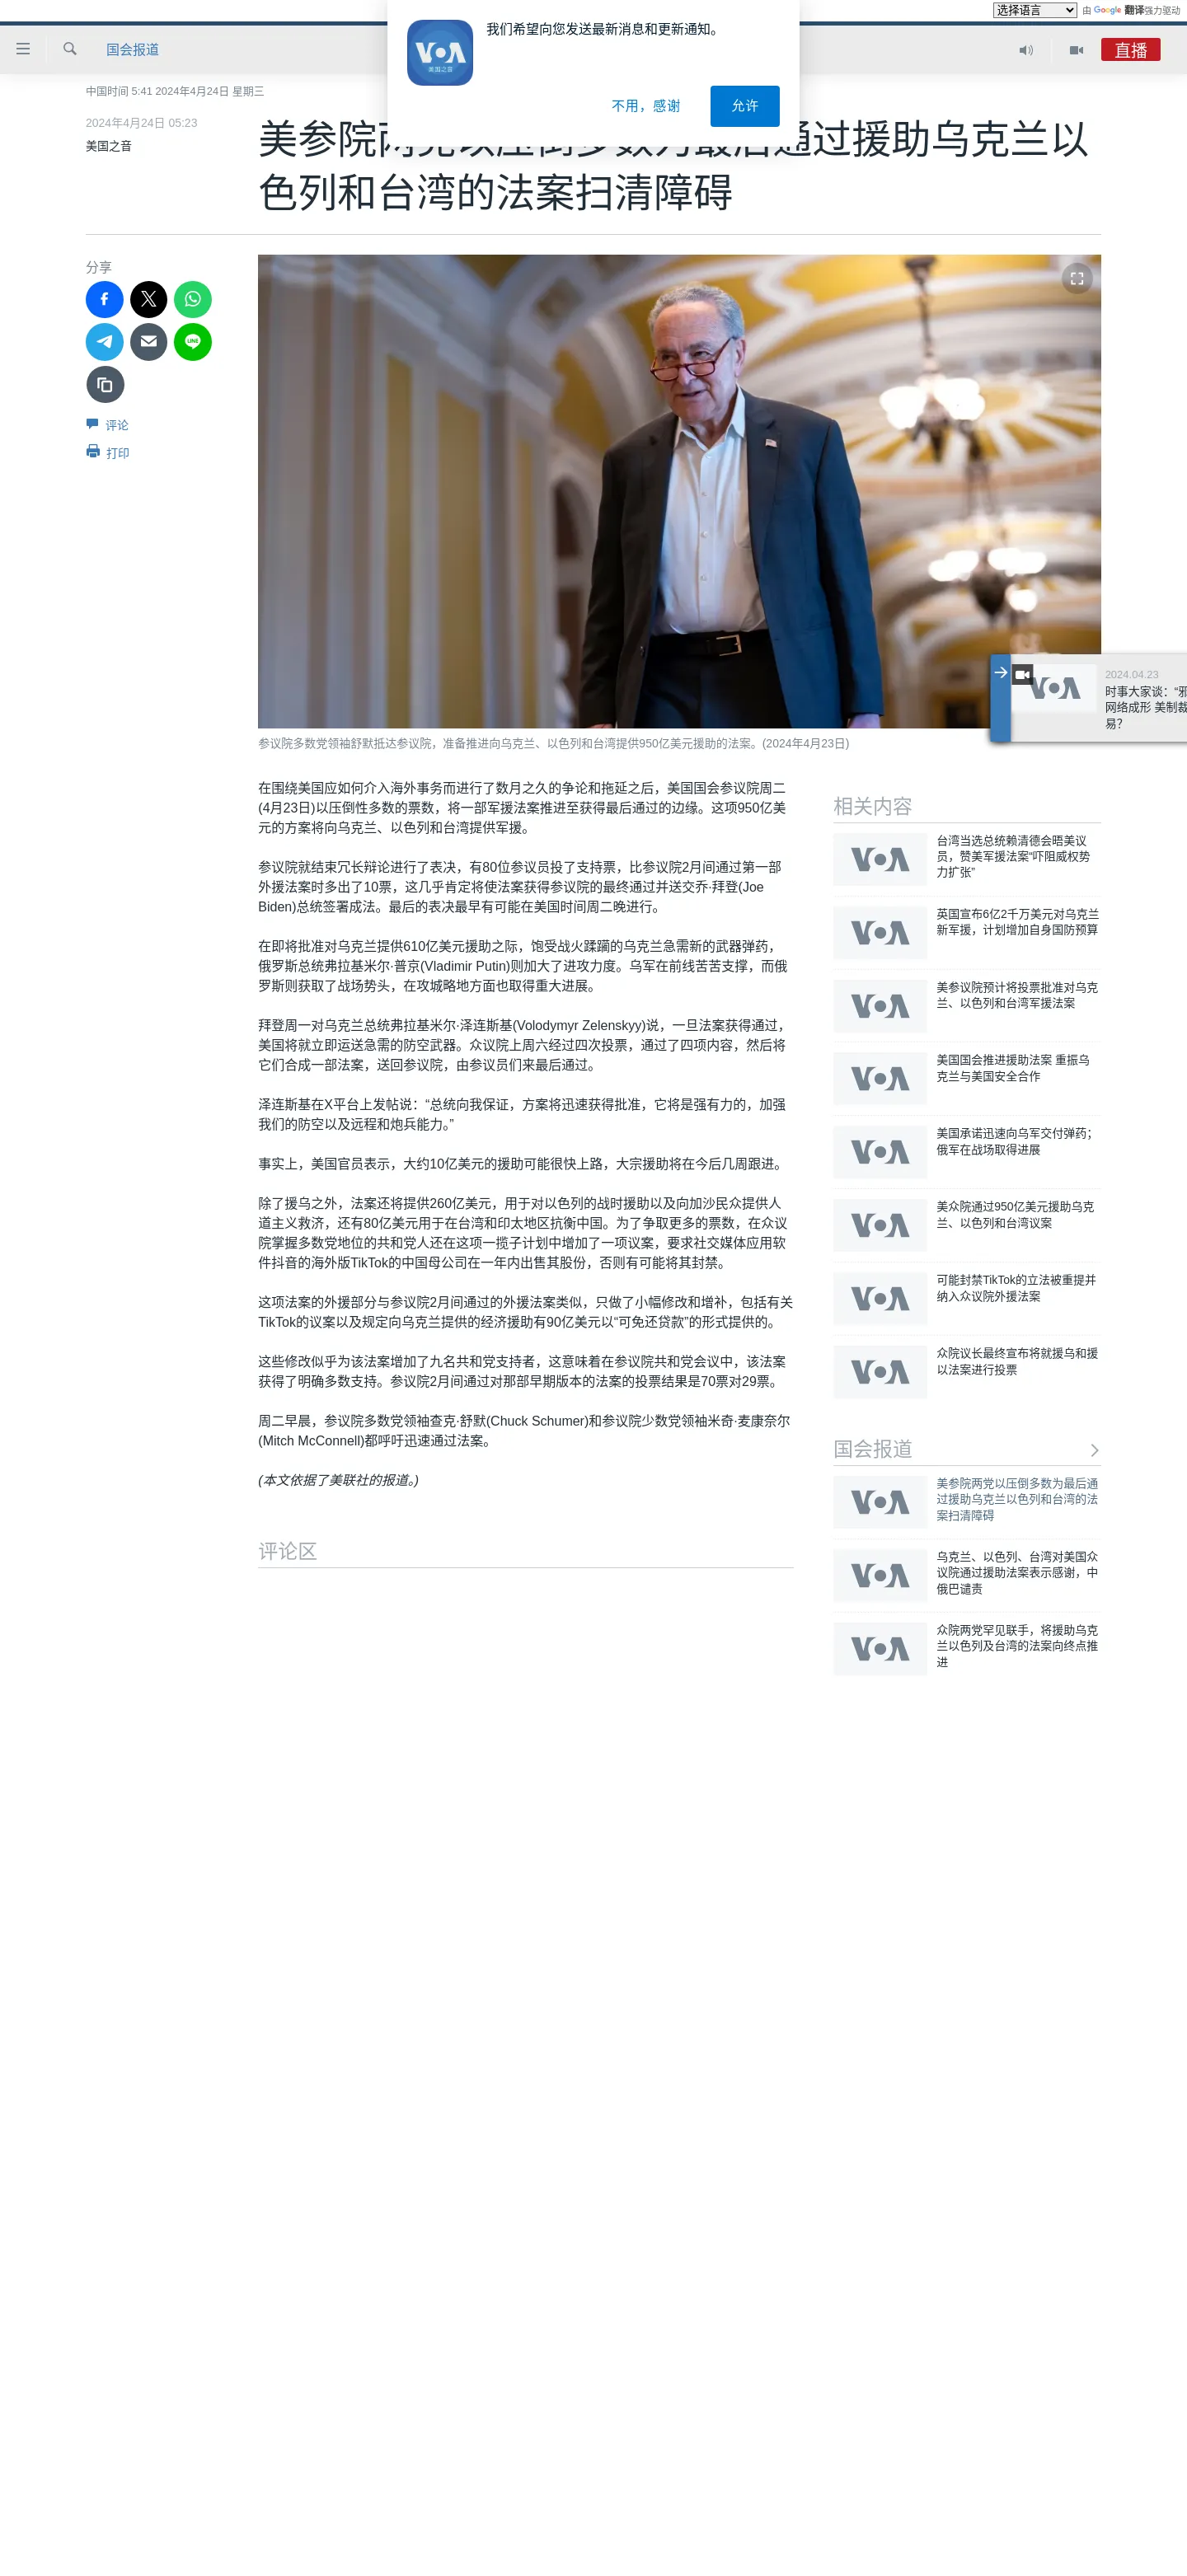 选择语言
由 Google 翻译强力驱动
我们希望向您发送最新消息和更新通知。
VOA
美国之音
不用，感谢
允许
国会报道
直播
中国时间 5:41 2024年4月24日 星期三
2024年4月24日 05:23
美国之音
美参院两党以压倒多数为最后通过援助乌克兰以
色列和台湾的法案扫清障碍
分享
评论
打印
2024.04.23
时事大家谈：“邪
网络成形 美制裁
易？
VOA
参议院多数党领袖舒默抵达参议院，准备推进向乌克兰、以色列和台湾提供950亿美元援助的法案。(2024年4月23日)
在围绕美国应如何介入海外事务而进行了数月之久的争论和拖延之后，美国国会参议院周二
(4月23日)以压倒性多数的票数，将一部军援法案推进至获得最后通过的边缘。这项950亿美
元的方案将向乌克兰、以色列和台湾提供军援。
参议院就结束冗长辩论进行了表决，有80位参议员投了支持票，比参议院2月间通过第一部
外援法案时多出了10票，这几乎肯定将使法案获得参议院的最终通过并送交乔·拜登(Joe
Biden)总统签署成法。最后的表决最早有可能在美国时间周二晚进行。
在即将批准对乌克兰提供610亿美元援助之际，饱受战火蹂躏的乌克兰急需新的武器弹药，
俄罗斯总统弗拉基米尔·普京(Vladimir Putin)则加大了进攻力度。乌军在前线苦苦支撑，而俄
罗斯则获取了战场势头，在攻城略地方面也取得重大进展。
拜登周一对乌克兰总统弗拉基米尔·泽连斯基(Volodymyr Zelenskyy)说，一旦法案获得通过，
美国将就立即运送急需的防空武器。众议院上周六经过四次投票，通过了四项内容，然后将
它们合成一部法案，送回参议院，由参议员们来最后通过。
泽连斯基在X平台上发帖说：“总统向我保证，方案将迅速获得批准，它将是强有力的，加强
我们的防空以及远程和炮兵能力。”
事实上，美国官员表示，大约10亿美元的援助可能很快上路，大宗援助将在今后几周跟进。
除了援乌之外，法案还将提供260亿美元，用于对以色列的战时援助以及向加沙民众提供人
道主义救济，还有80亿美元用于在台湾和印太地区抗衡中国。为了争取更多的票数，在众议
院掌握多数党地位的共和党人还在这项一揽子计划中增加了一项议案，要求社交媒体应用软
件抖音的海外版TikTok的中国母公司在一年内出售其股份，否则有可能将其封禁。
这项法案的外援部分与参议院2月间通过的外援法案类似，只做了小幅修改和增补，包括有关
TikTok的议案以及规定向乌克兰提供的经济援助有90亿美元以“可免还贷款”的形式提供的。
这些修改似乎为该法案增加了九名共和党支持者，这意味着在参议院共和党会议中，该法案
获得了明确多数支持。参议院2月间通过对那部早期版本的法案的投票结果是70票对29票。
周二早晨，参议院多数党领袖查克·舒默(Chuck Schumer)和参议院少数党领袖米奇·麦康奈尔
(Mitch McConnell)都呼吁迅速通过法案。
(本文依据了美联社的报道。)
评论区
相关内容
VOA
台湾当选总统赖清德会晤美议
员，赞美军援法案“吓阻威权势
力扩张”
VOA
英国宣布6亿2千万美元对乌克兰
新军援，计划增加自身国防预算
VOA
美参议院预计将投票批准对乌克
兰、以色列和台湾军援法案
VOA
美国国会推进援助法案 重振乌
克兰与美国安全合作
VOA
美国承诺迅速向乌军交付弹药；
俄军在战场取得进展
VOA
美众院通过950亿美元援助乌克
兰、以色列和台湾议案
VOA
可能封禁TikTok的立法被重提并
纳入众议院外援法案
VOA
众院议长最终宣布将就援乌和援
以法案进行投票
国会报道
VOA
美参院两党以压倒多数为最后通
过援助乌克兰以色列和台湾的法
案扫清障碍
VOA
乌克兰、以色列、台湾对美国众
议院通过援助法案表示感谢，中
俄巴谴责
VOA
众院两党罕见联手，将援助乌克
兰以色列及台湾的法案向终点推
进